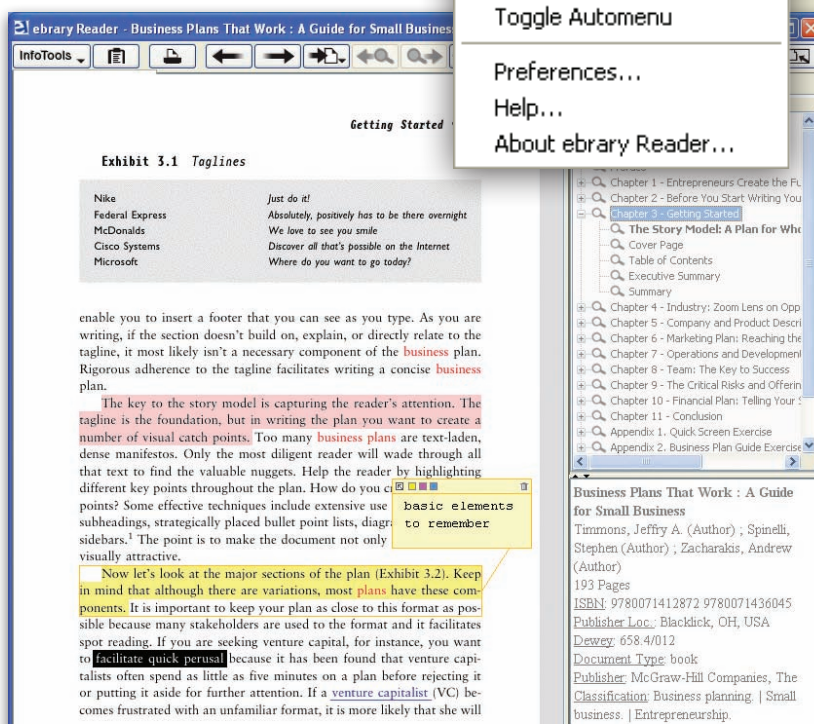 Toggle Automenu
Preferences...
Help...
About ebrary Reader...
ebrary Reader - Business Plans That Work : A Guide for Small
InfoTools
Getting Started
Exhibit 3.1 Taglines
Nike Just do it!
Federal Express Absolutely, positively has to be there overnight
McDonalds We love to see you smile
Cisco Systems Discover all that's possible on the Internet
Microsoft Where do you want to go today?
enable you to insert a footer that you can see as you type. As you are
writing, if the section doesn't build on, explain, or directly relate to the
tagline, it most likely isn't a necessary component of the business plan.
Rigorous adherence to the tagline facilitates writing a concise business
plan.
The key to the story model is capturing the reader's attention. The
tagline is the foundation, but in writing the plan you want to create a
number of visual catch points. Too many business plans are text-laden,
dense manifestos. Only the most diligent reader will wade through all
that text to find the valuable nuggets. Help the reader by highlighting
different key points throughout the plan. How do you
points? Some effective techniques include extensive use
subheadings, strategically placed bullet point lists,
sidebars.1 The point is to make the document not only
visually attractive.
basic elements
to remember
Now let's look at the major sections of the plan (Exhibit 3.2). Keep
in mind that although there are variations, most plans have these com-
ponents. It is important to keep your plan as close to this format as pos-
sible because many stakeholders are used to the format and it facilitates
spot reading. If you are seeking venture capital, for instance, you want
to facilitate quick perusal because it has been found that venture capi-
talists often spend as little as five minutes on a plan before rejecting it
or putting it aside for further attention. If a venture capitalist (VC) be-
comes frustrated with an unfamiliar format, it is more likely that she will
Chapter 1 - Entrepreneurs Create the
Chapter 2 - Before You Start Writing You
Chapter 3 - Getting Started
The Story Model: A Plan for
Cover Page
Table of Contents
Executive Summary
Summary
Chapter 4 - Industry: Zoom Lens on Opp
Chapter 5 - Company and Product Descri
Chapter 6 - Marketing Plan: Reaching the
Chapter 7 - Operations and Development
Chapter 8 - Team: The Key to Success
Chapter 9 - The Critical Risks and Offerin
Chapter 10 - Financial Plan: Telling Your
Chapter 11 - Conclusion
Appendix 1. Quick Screen Exercise
Appendix 2. Business Plan Guide Exercise
Business Plans That Work : A Guide
for Small Business
Timmons, Jeffry A. (Author) ; Spinelli,
Stephen (Author) ; Zacharakis, Andrew
(Author)
193 Pages
ISBN: 9780071412872 9780071436045
Publisher Loc.: Blacklick, OH, USA
Dewey: 658.4/012
Document Type: book
Publisher: McGraw-Hill Companies, The
Classification: Business planning. | Small
business. | Entrepreneurship.